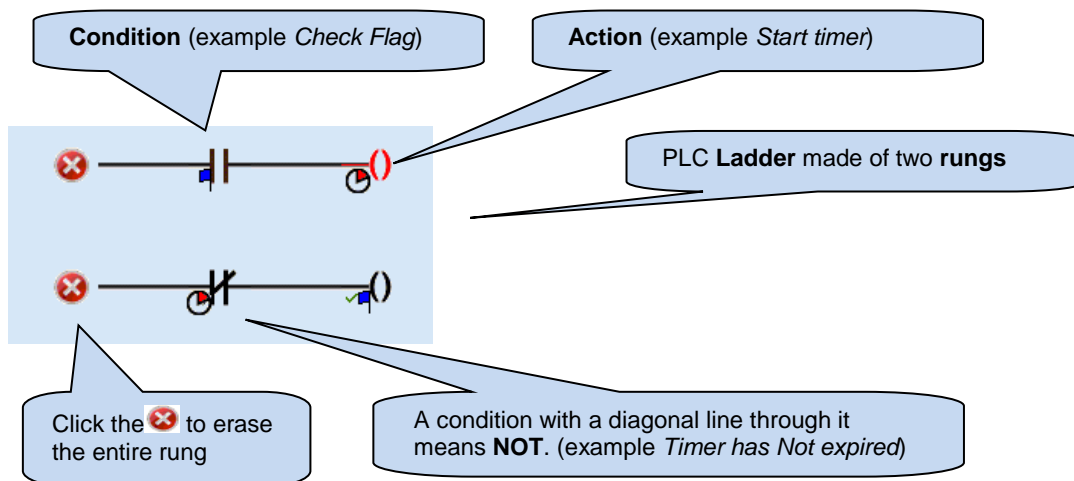 Condition (example Check Flag)
Action (example Start timer)
PLC Ladder made of two rungs
Click the to erase
the entire rung
A condition with a diagonal line through it
means NOT. (example Timer has Not expired)